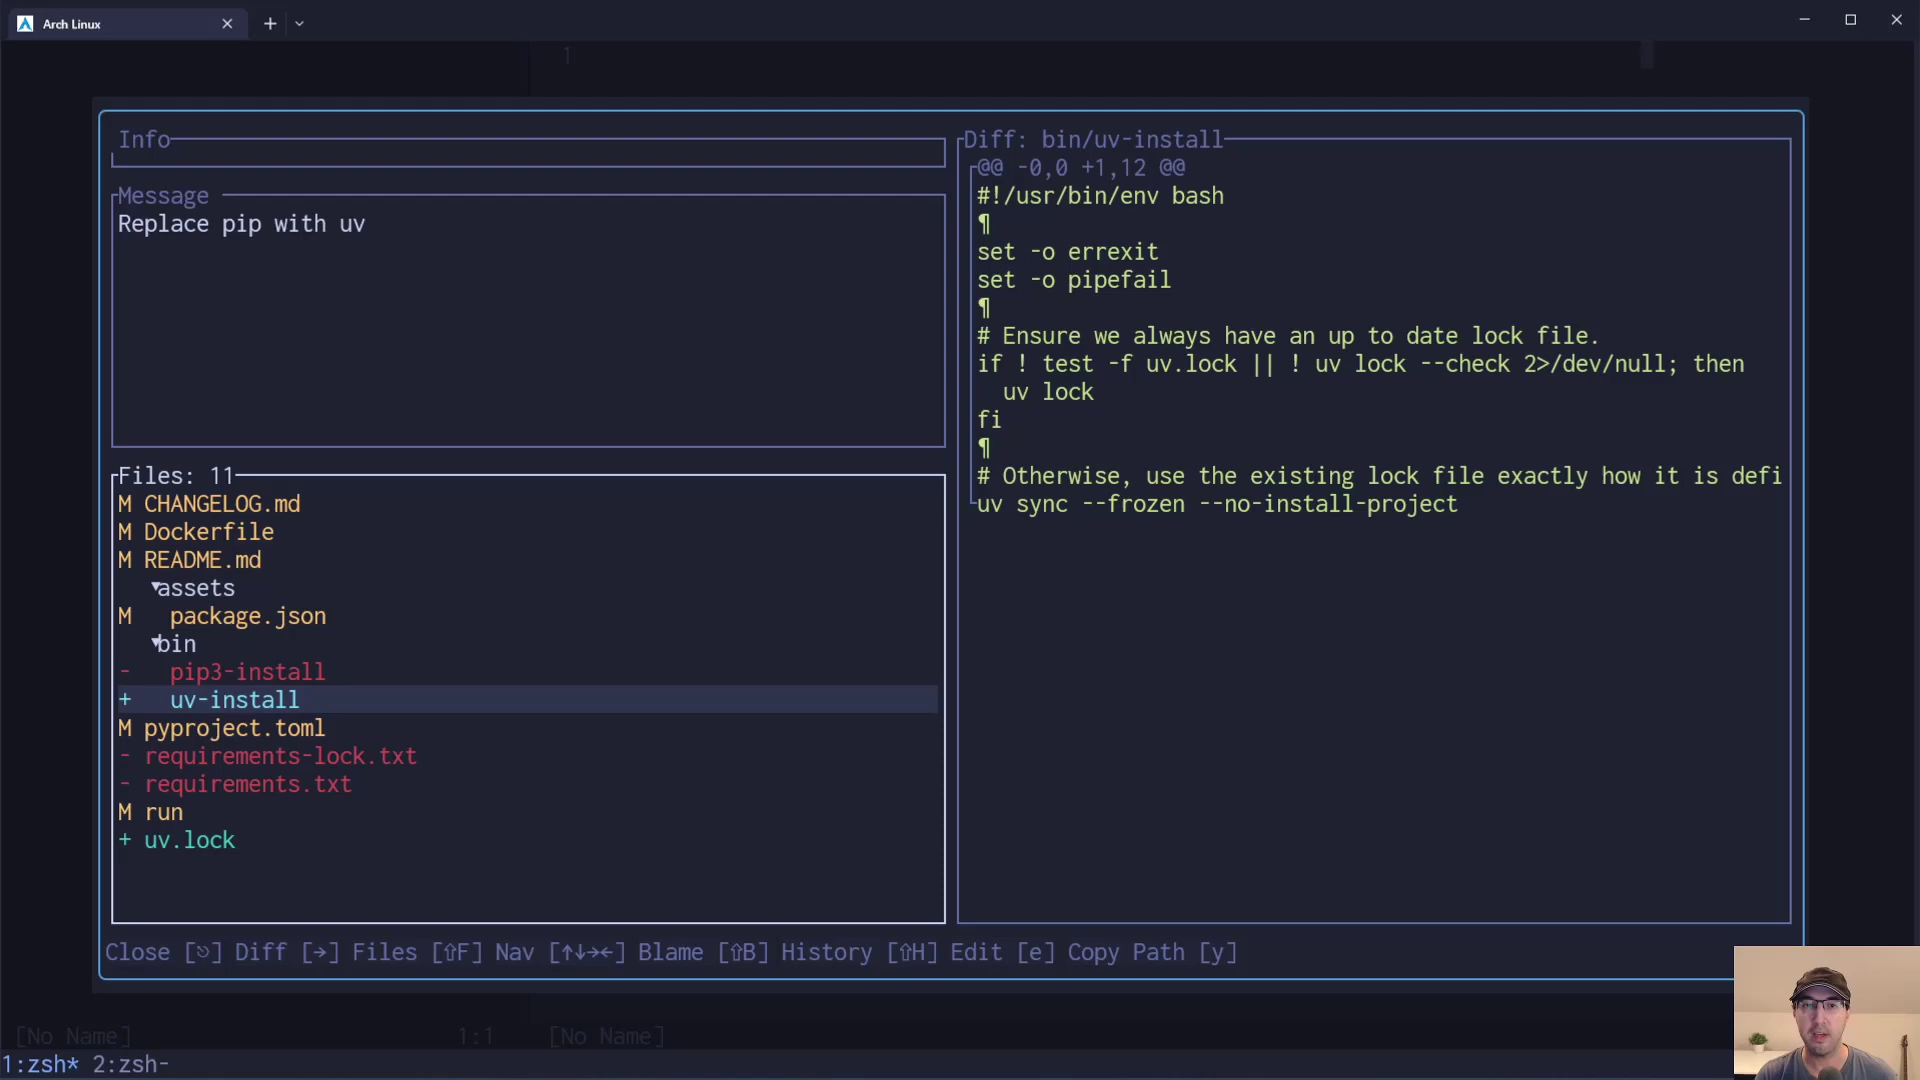 Arch Linux
1
Info
Message
Replace pip with uv
Files: 11
M CHANGELOG.md
M Dockerfile
M README.md
▼assets
M package.json
▼bin
- pip3-install
+ uv-install
M pyproject.toml
- requirements-lock.txt
- requirements.txt
M run
+ uv.lock
Diff: bin/uv-install
@@ -0,0 +1,12 @@
#!/usr/bin/env bash
¶
set -o errexit
set -o pipefail
¶
# Ensure we always have an up to date lock file.
if ! test -f uv.lock || ! uv lock --check 2>/dev/null; then
uv lock
fi
¶
# Otherwise, use the existing lock file exactly how it is defi
uv sync --frozen --no-install-project
Close [⎋] Diff [→] Files [⇧F] Nav [↑↓→←] Blame [⇧B] History [⇧H] Edit [e] Copy Path [y]
[No Name] 1:1 [No Name]
1:zsh* 2:zsh-